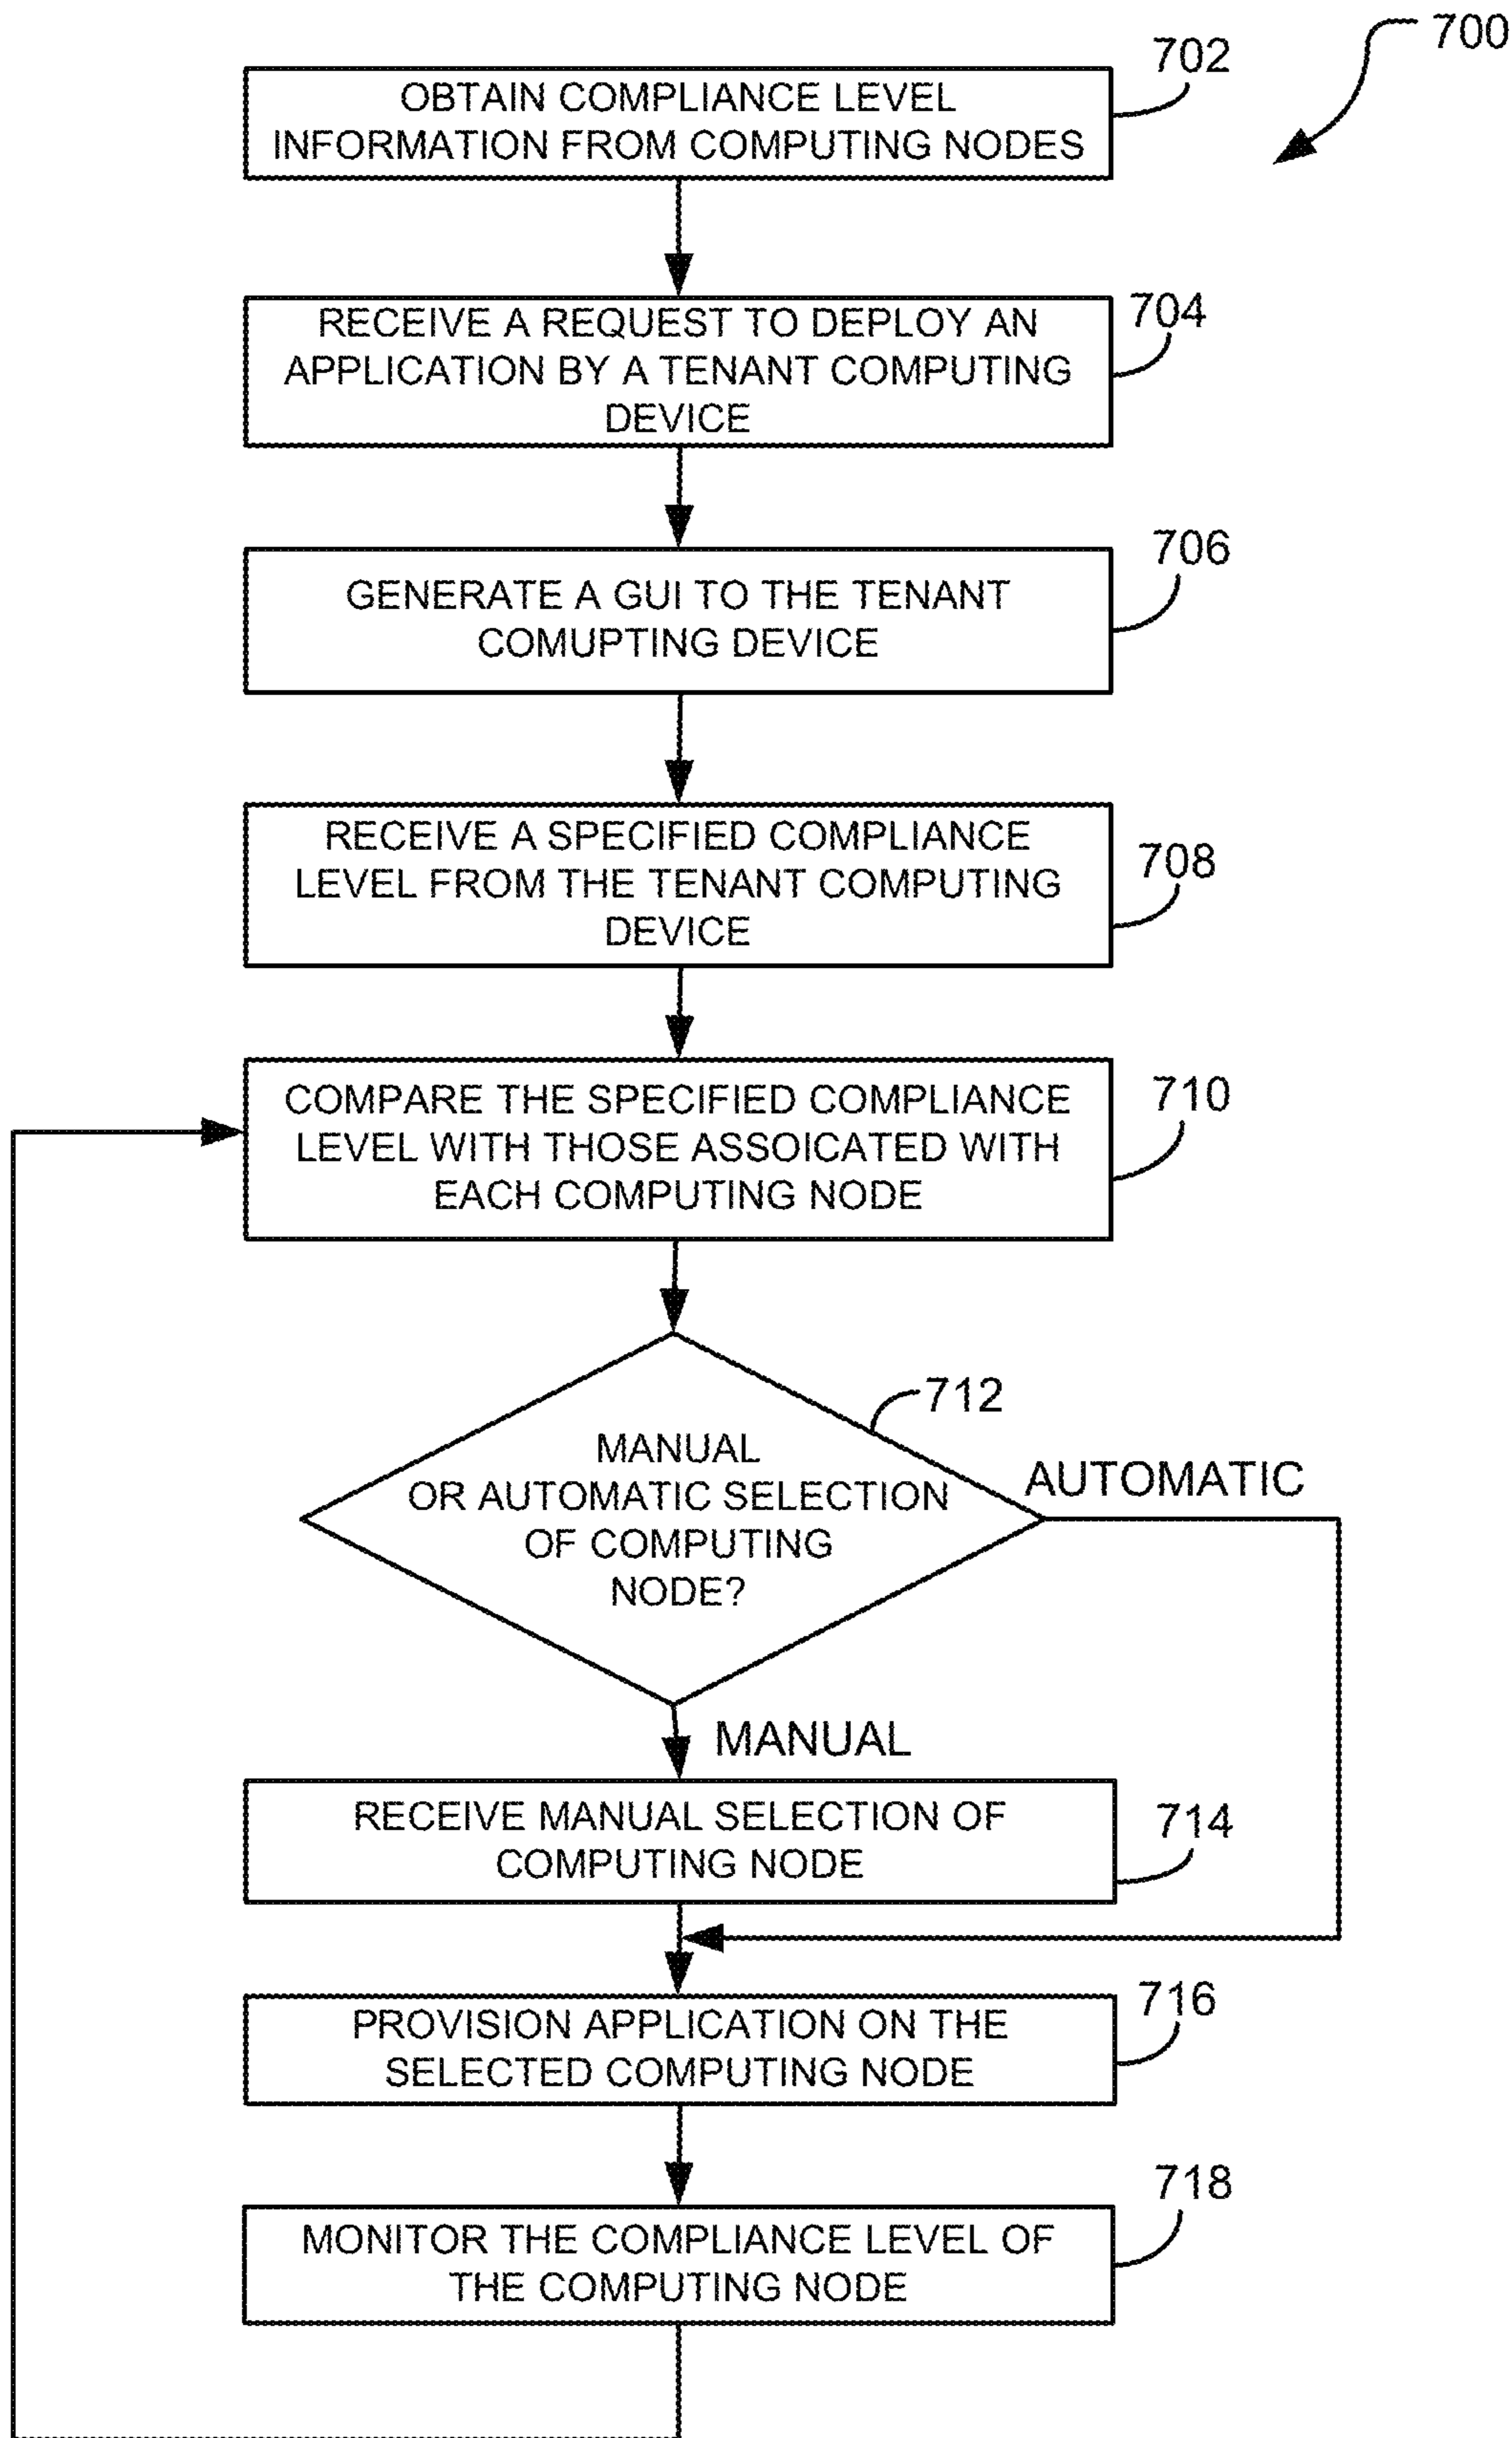 700
702
OBTAIN COMPLIANCE LEVEL
INFORMATION FROM COMPUTING NODES
704
RECEIVE A REQUEST TO DEPLOY AN
APPLICATION BY A TENANT COMPUTING
DEVICE
706
GENERATE A GUI TO THE TENANT
COMUPTING DEVICE
708
RECEIVE A SPECIFIED COMPLIANCE
LEVEL FROM THE TENANT COMPUTING
DEVICE
710
COMPARE THE SPECIFIED COMPLIANCE
LEVEL WITH THOSE ASSOICATED WITH
EACH COMPUTING NODE
712
MANUAL
OR AUTOMATIC SELECTION
OF COMPUTING
NODE?
AUTOMATIC
MANUAL
714
RECEIVE MANUAL SELECTION OF
COMPUTING NODE
716
PROVISION APPLICATION ON THE
SELECTED COMPUTING NODE
718
MONITOR THE COMPLIANCE LEVEL OF
THE COMPUTING NODE